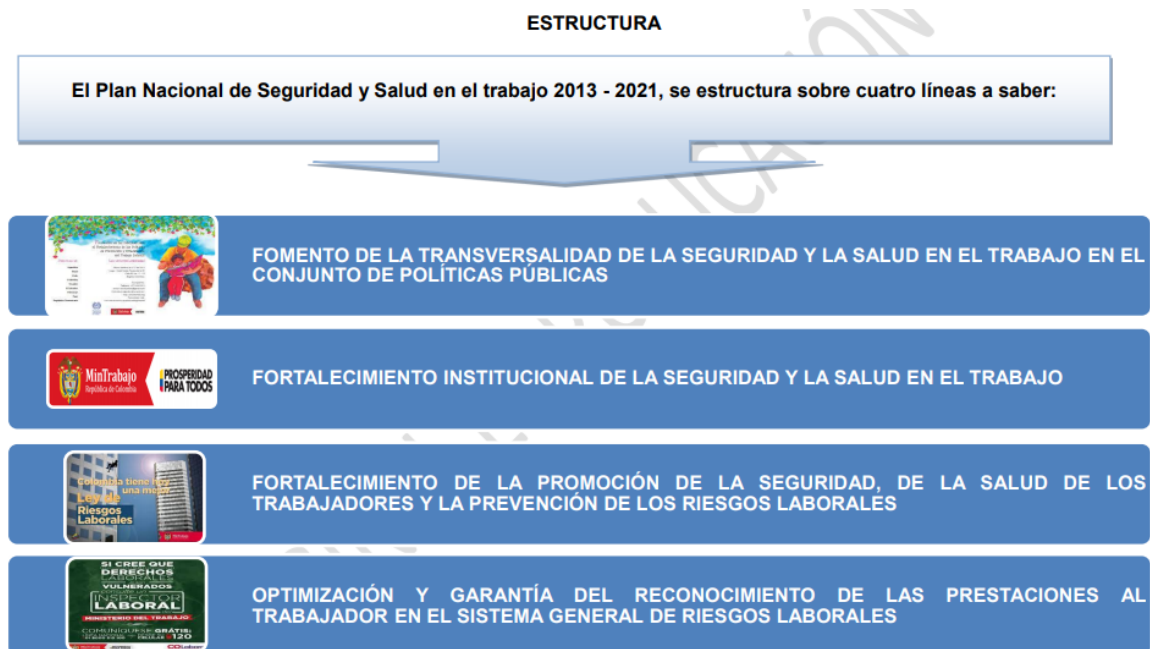 ESTRUCTURA
El Plan Nacional de Seguridad y Salud en el trabajo 2013 - 2021, se estructura sobre cuatro líneas a saber:
FOMENTO DE LA TRANSVERSALIDAD DE LA SEGURIDAD Y LA SALUD EN EL TRABAJO EN EL
CONJUNTO DE POLÍTICAS PÚBLICAS
MinTrabajo
República de Colombia
PROSPERIDAD
PARA TODOS
FORTALECIMIENTO INSTITUCIONAL DE LA SEGURIDAD Y LA SALUD EN EL TRABAJO
Colombia tiene hoy
una mejor
Ley de
Riesgos
Laborales
FORTALECIMIENTO DE LA PROMOCIÓN DE LA SEGURIDAD, DE LA SALUD DE LOS
TRABAJADORES Y LA PREVENCIÓN DE LOS RIESGOS LABORALES
SI CREE QUE
DERECHOS
LABORALES
VULNERADOS
INSPECTOR
LABORAL
MINISTERIO DEL TRABAJO
COMUNÍQUESE GRATIS:
120
OPTIMIZACIÓN Y GARANTÍA DEL RECONOCIMIENTO DE LAS PRESTACIONES AL
TRABAJADOR EN EL SISTEMA GENERAL DE RIESGOS LABORALES